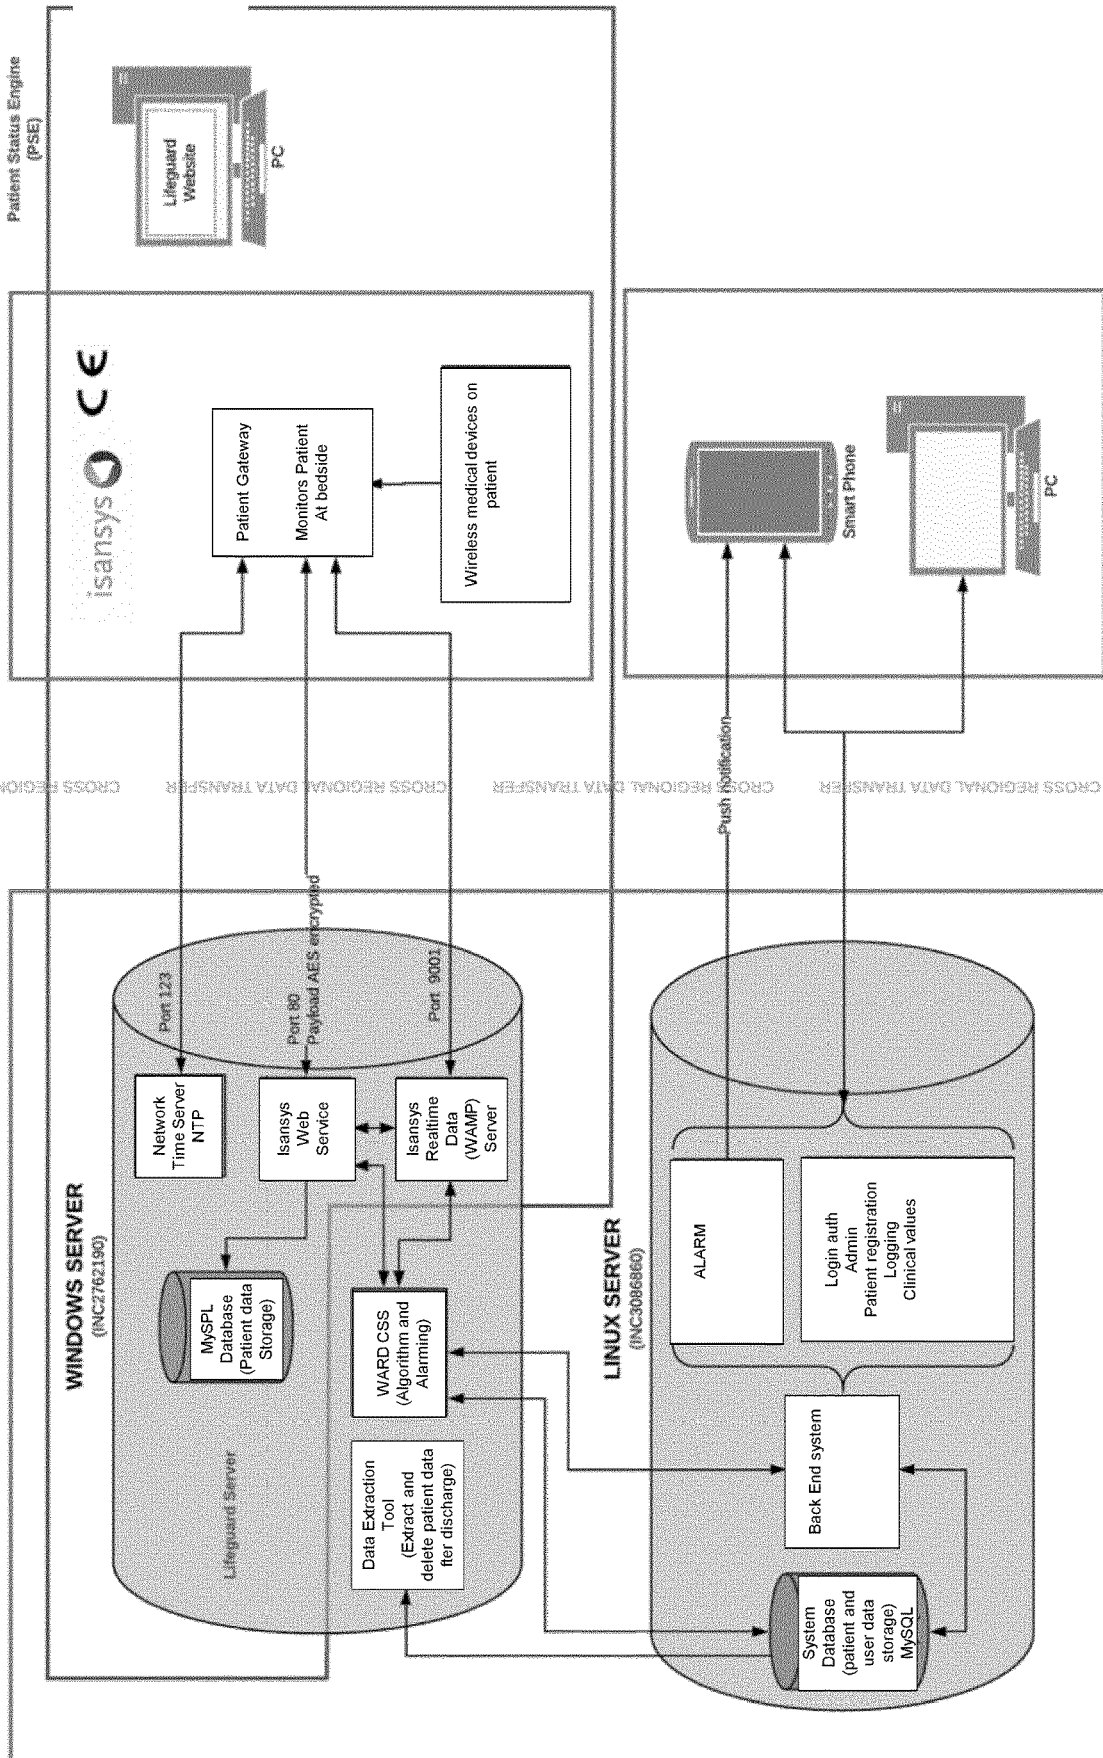 Patient Status Engine
(PSE)
Lifeguard
Website
PC
isansys
CE
Patient Gateway
Monitors Patient
At bedside
Wireless medical devices on
patient
Smart Phone
PC
CROSS REGION
CROSS REGIONAL DATA TRANSFER
CROSS REGIONAL DATA TRANSFER
CROSS REGIONAL DATA TRANSFER
Push notification
WINDOWS SERVER
(INC2762190)
Lifeguard Server
Port 123
Port 80
Payload AES encrypted
Port 9001
Network
Time Server
NTP
Isansys
Web
Service
Isansys
Realtime
Data
(WAMP)
Server
MySPL
Database
(Patient data
Storage)
WARD CSS
(Algorithm and
Alarming)
Data Extraction
Tool
(Extract and
delete patient data
fter discharge)
LINUX SERVER
(INC3086860)
ALARM
Login auth
Admin
Patient registration
Logging
Clinical values
Back End system
System
Database
(patient and
user data
storage)
MySQL